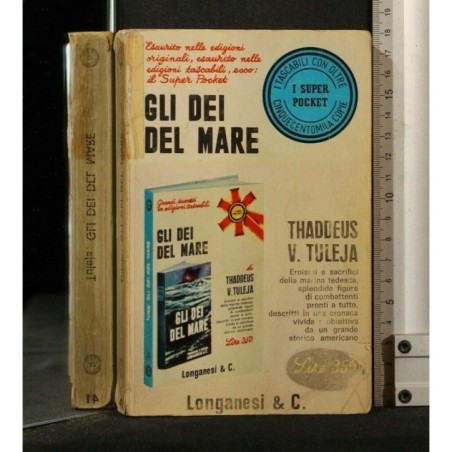 Esaurito nelle edizioni
originali, esaurito nelle
edizioni tascabili, esce:
il Super Pocket
I TASCABILI CON OLTRE
I SUPER
POCKET
CINQUECENTOMILA COPIE
GLI DEI
DEL MARE
GLI DEI
DEL MARE
di
THADDEUS
V. TULEJA
Lire 350
GLI DEI
DEL MARE
Longanesi & C.
THADDEUS
V. TULEJA
Eroismi e sacrifici
della marina tedesca,
splendide figure
di combattenti
pronti a tutto,
descritti in una cronaca
vivida e obiettiva
da un grande
storico americano
Lire 350
Longanesi & C.
Tuleja: GLI DEI DEL MARE
41